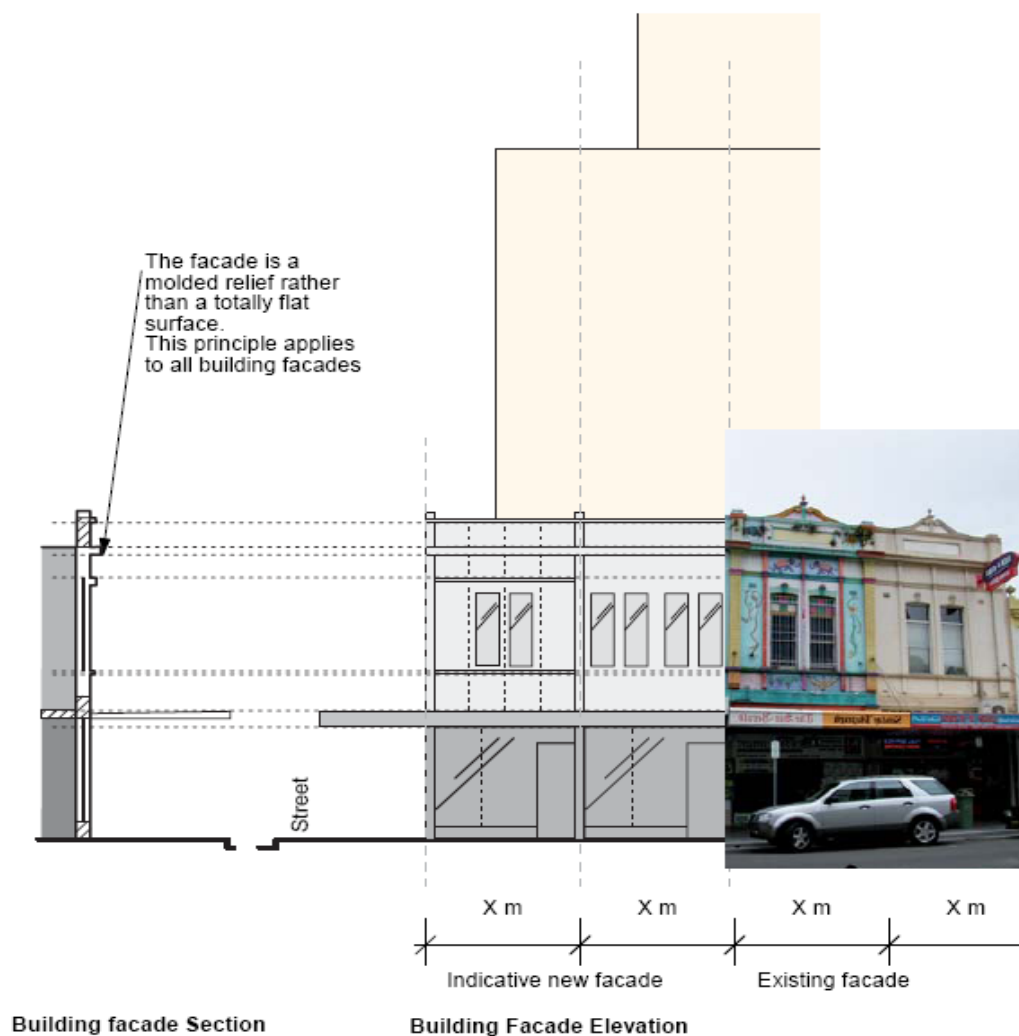 The facade is a
molded relief rather
than a totally flat
surface.
This principle applies
to all building facades
Street
X m
X m
X m
X m
Indicative new facade
Existing facade
Building facade Section
Building Facade Elevation